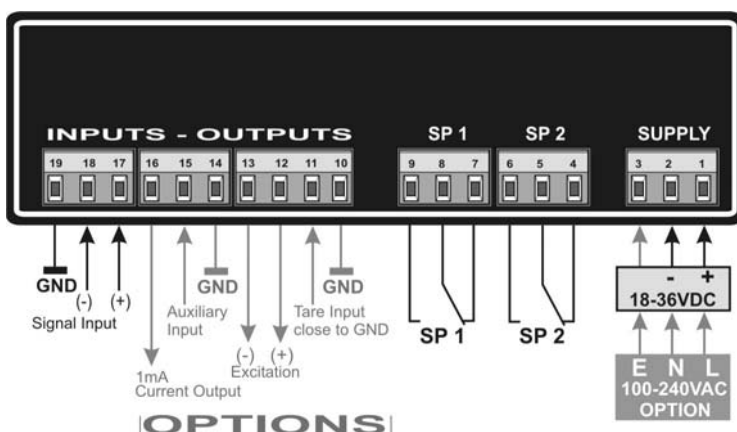 INPUTS - OUTPUTS
SP 1
SP 2
SUPPLY
19 18 17 16 15 14 13 12 11 10
9 8 7
6 5 4
3 2 1
GND
(-)
(+)
Signal Input
1mA
Current Output
Auxiliary
Input
GND
(-)
(+)
Excitation
Tare Input
close to GND
GND
SP 1
SP 2
- +
18-36VDC
E N L
100-240VAC
OPTION
OPTIONS